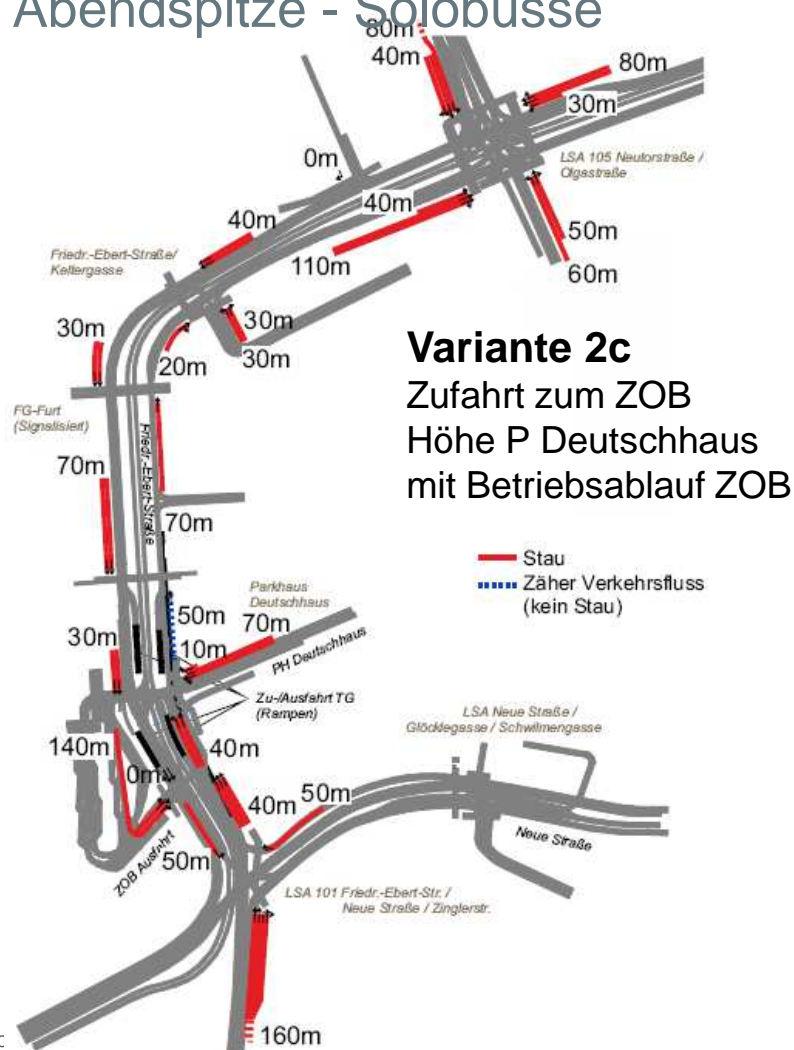 Abendspitze - Solobusse
80m
40m
80m
30m
0m
LSA 105 Neutorstraße /
Olgastraße
40m
40m
50m
110m
60m
Friedr.-Ebert-Straße/
Keltergasse
30m
30m
30m
20m
Variante 2c
Zufahrt zum ZOB
Höhe P Deutschhaus
mit Betriebsablauf ZOB
FG-Furt
(Signalisiert)
Friedr.-Ebert-Straße
70m
70m
Stau
Zäher Verkehrsfluss
(kein Stau)
Parkhaus
Deutschhaus
50m
70m
30m
10m
PH Deutschhaus
Zu-/Ausfahrt TG
(Rampen)
LSA Neue Straße /
Glöcklegasse / Schwilmengasse
140m
40m
0m
40m
50m
Neue Straße
ZOB Ausfahrt
50m
LSA 101 Friedr.-Ebert-Str. /
Neue Straße / Zinglerstr.
160m